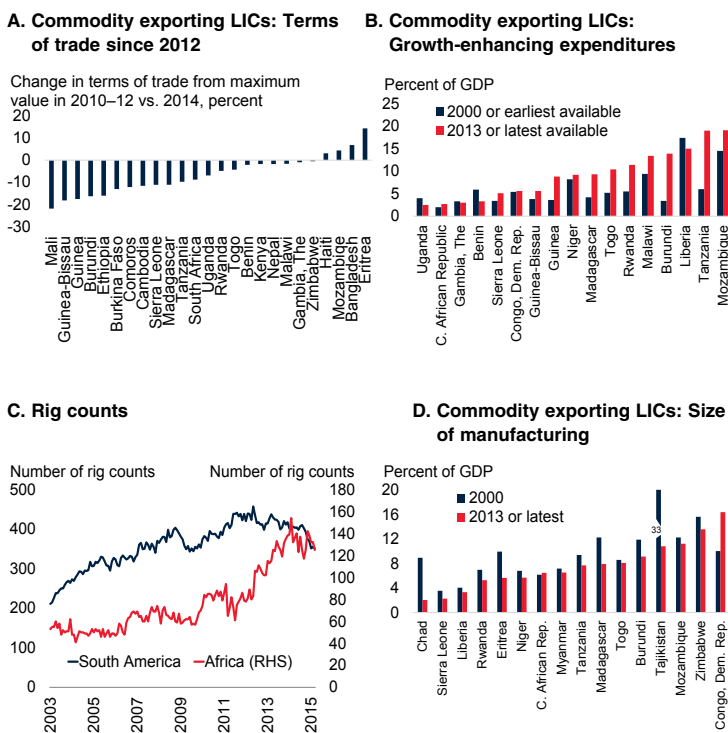 A. Commodity exporting LICs: Terms
of trade since 2012
Change in terms of trade from maximum
value in 2010–12 vs. 2014, percent
20
10
0
-10
-20
-30
Mali
Guinea-Bissau
Guinea
Burundi
Ethiopia
Burkina Faso
Comoros
Cambodia
Sierra Leone
Madagascar
Tanzania
South Africa
Uganda
Rwanda
Togo
Benin
Kenya
Nepal
Malawi
Gambia, The
Zimbabwe
Haiti
Mozambiqe
Bangladesh
Eritrea
B. Commodity exporting LICs:
Growth-enhancing expenditures
Percent of GDP
25
20
15
10
5
0
2000 or earliest available
2013 or latest available
Uganda
C. African Republic
Gambia, The
Benin
Sierra Leone
Congo, Dem. Rep.
Guinea-Bissau
Guinea
Niger
Madagascar
Togo
Rwanda
Malawi
Burundi
Liberia
Tanzania
Mozambique
C. Rig counts
Number of rig counts
Number of rig counts
500
400
300
200
100
0
180
160
140
120
100
80
60
40
20
0
South America
Africa (RHS)
2003
2005
2007
2009
2011
2013
2015
D. Commodity exporting LICs: Size
of manufacturing
Percent of GDP
20
16
12
8
4
0
2000
2013 or latest
33
Chad
Sierra Leone
Liberia
Rwanda
Eritrea
Niger
C. African Rep.
Myanmar
Tanzania
Madagascar
Togo
Burundi
Tajikistan
Mozambique
Zimbabwe
Congo, Dem. Rep.